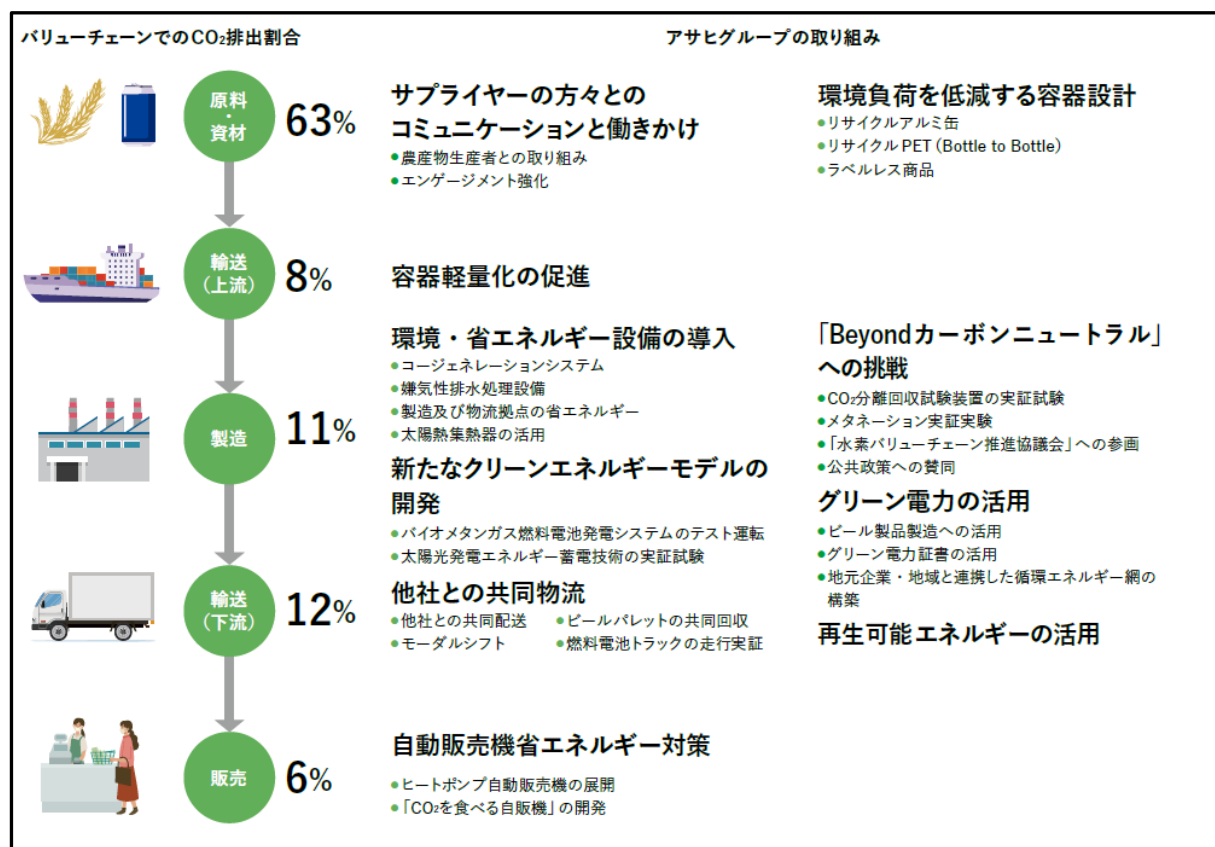 バリューチェーンでのCO₂排出割合
アサヒグループの取り組み
原料
・
資材
63%
サプライヤーの方々との
コミュニケーションと働きかけ
●農産物生産者との取り組み
●エンゲージメント強化
環境負荷を低減する容器設計
●リサイクルアルミ缶
●リサイクルPET(Bottle to Bottle)
●ラベルレス商品
輸送
(上流)
8%
容器軽量化の促進
製造
11%
環境・省エネルギー設備の導入
●コージェネレーションシステム
●嫌気性排水処理設備
●製造及び物流拠点の省エネルギー
●太陽熱集熱器の活用
新たなクリーンエネルギーモデルの
開発
●バイオメタンガス燃料電池発電システムのテスト運転
●太陽光発電エネルギー蓄電技術の実証試験
「Beyondカーボンニュートラル」
への挑戦
●CO₂分離回収試験装置の実証試験
●メタネーション実証実験
●「水素バリューチェーン推進協議会」への参画
●公共政策への賛同
グリーン電力の活用
●ビール製品製造への活用
●グリーン電力証書の活用
●地元企業・地域と連携した循環エネルギー網の
構築
再生可能エネルギーの活用
輸送
(下流)
12%
他社との共同物流
●他社との共同配送 ●ビールパレットの共同回収
●モーダルシフト ●燃料電池トラックの走行実証
販売
6%
自動販売機省エネルギー対策
●ヒートポンプ自動販売機の展開
●「CO₂を食べる自販機」の開発